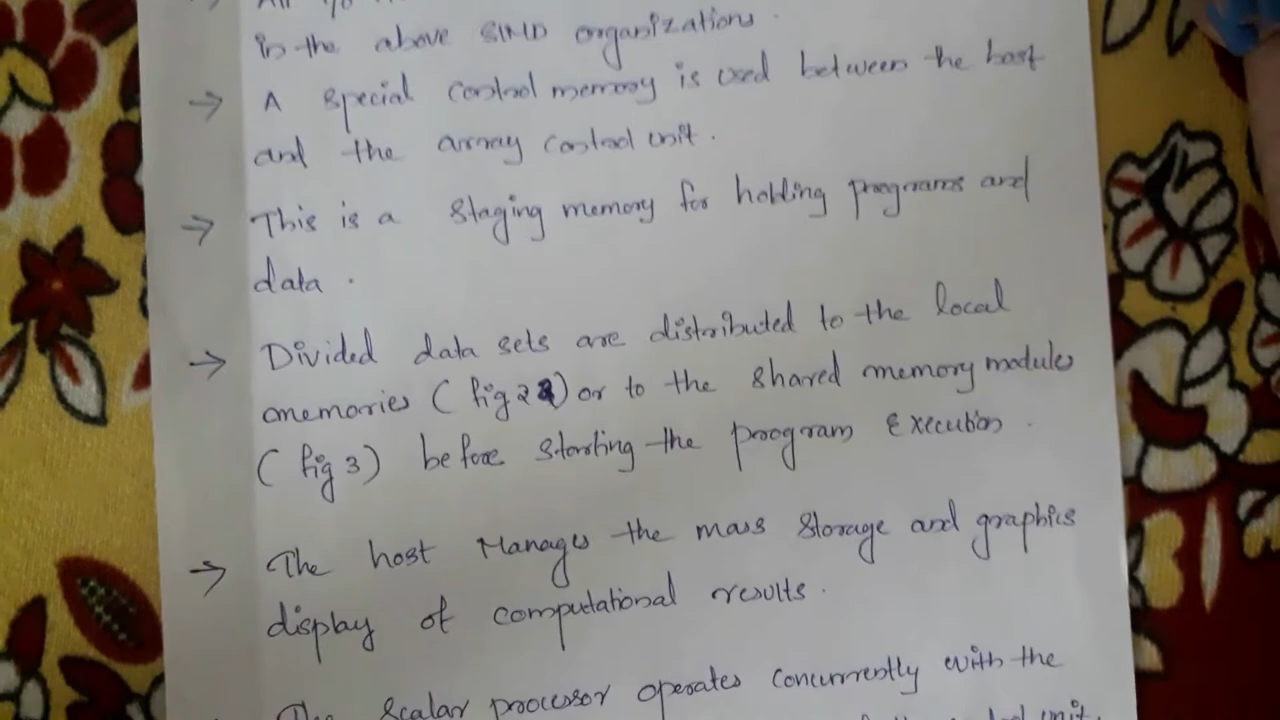 All I/O
in the above SIMD organizations.
→ A special control memory is used between the host
and the array control unit.
→ This is a staging memory for holding programs and
data.
→ Divided data sets are distributed to the local
memories (fig 2) or to the shared memory modules
(fig 3) before starting the program execution.
→ The host Manages the mass storage and graphics
display of computational results.
The scalar processor operates concurrently with the
unit.